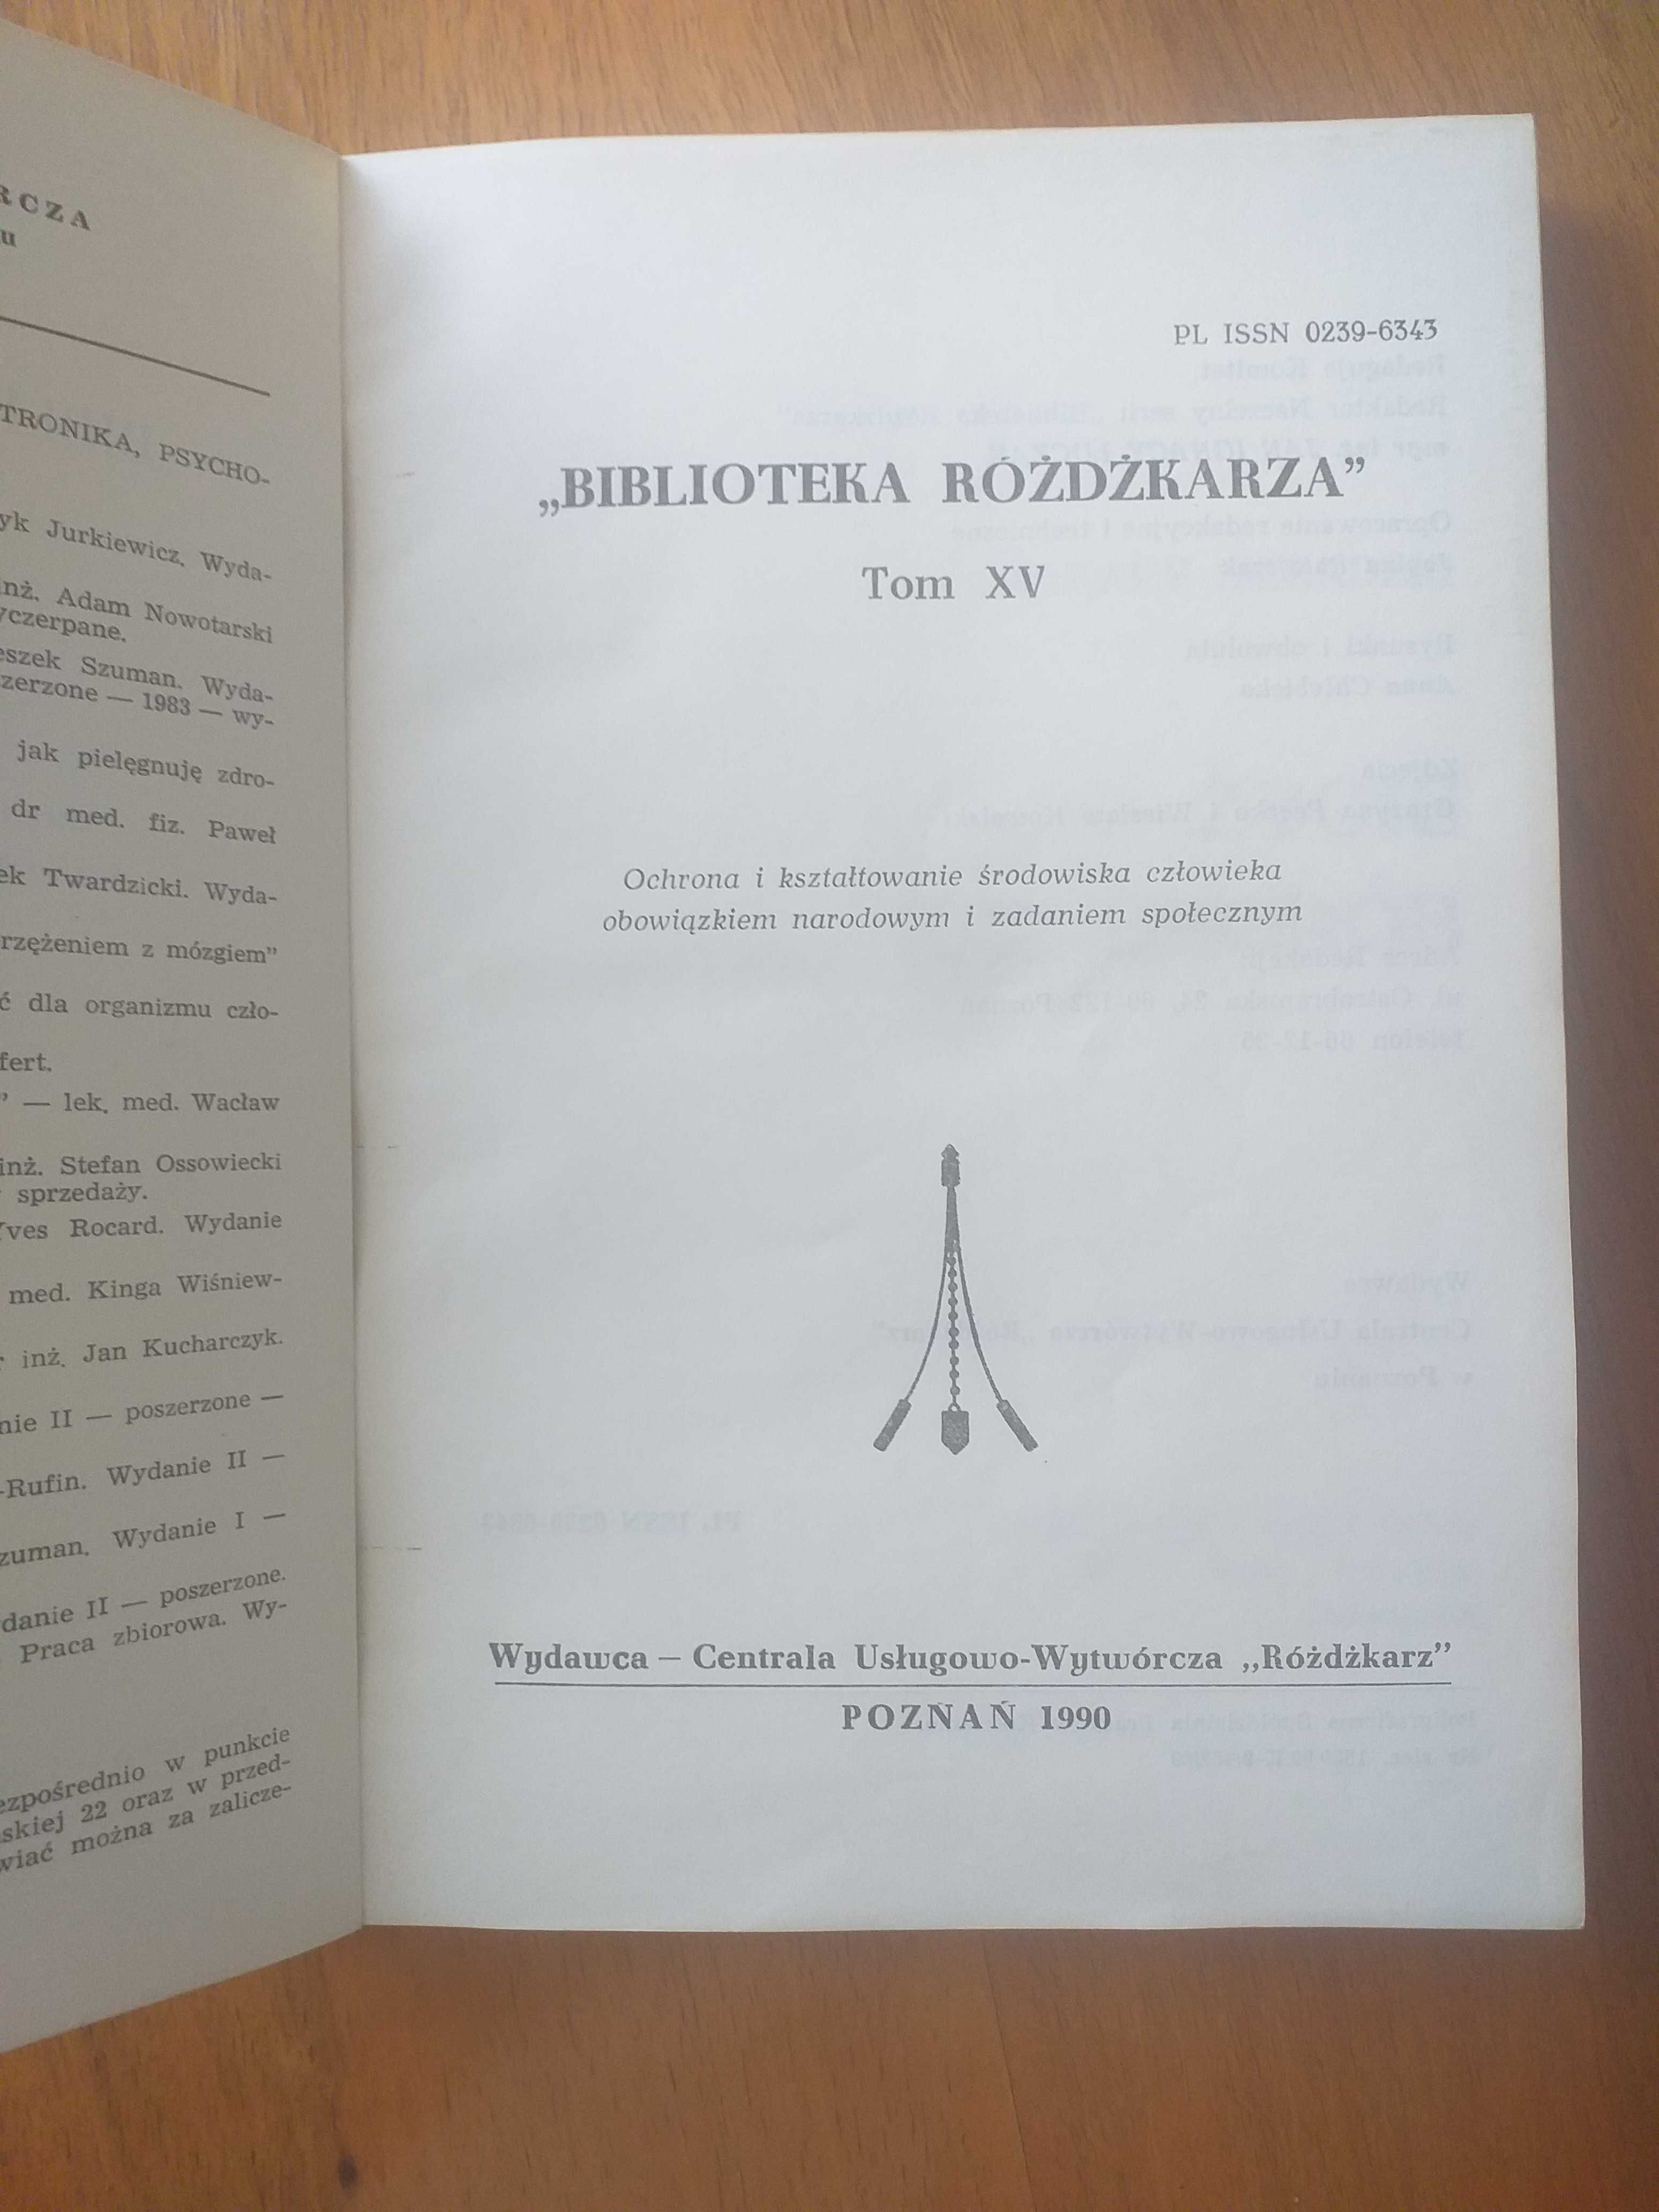 RCZA
u
TRONIKA, PSYCHO-
yk Jurkiewicz. Wyda-
inż. Adam Nowotarski
yczerpane.
eszek Szuman. Wyda-
zerzone — 1983 — wy-
jak pielęgnuję zdro-
dr med. fiz. Paweł
ek Twardzicki. Wyda-
rzężeniem z mózgiem”
ć dla organizmu czło-
fert.
” — lek. med. Wacław
inż. Stefan Ossowiecki
sprzedaży.
Yves Rocard. Wydanie
med. Kinga Wiśniew-
r inż. Jan Kucharczyk.
nie II — poszerzone —
-Rufin. Wydanie II —
zuman. Wydanie I —
danie II — poszerzone.
Praca zbiorowa. Wy-
ezpośrednio w punkcie
skiej 22 oraz w przed-
wiać można za zalicze-
PL ISSN 0239-6343
„BIBLIOTEKA RÓŻDŻKARZA”
Tom XV
Ochrona i kształtowanie środowiska człowieka
obowiązkiem narodowym i zadaniem społecznym
Wydawca — Centrala Usługowo-Wytwórcza „Różdżkarz”
POZNAŃ 1990